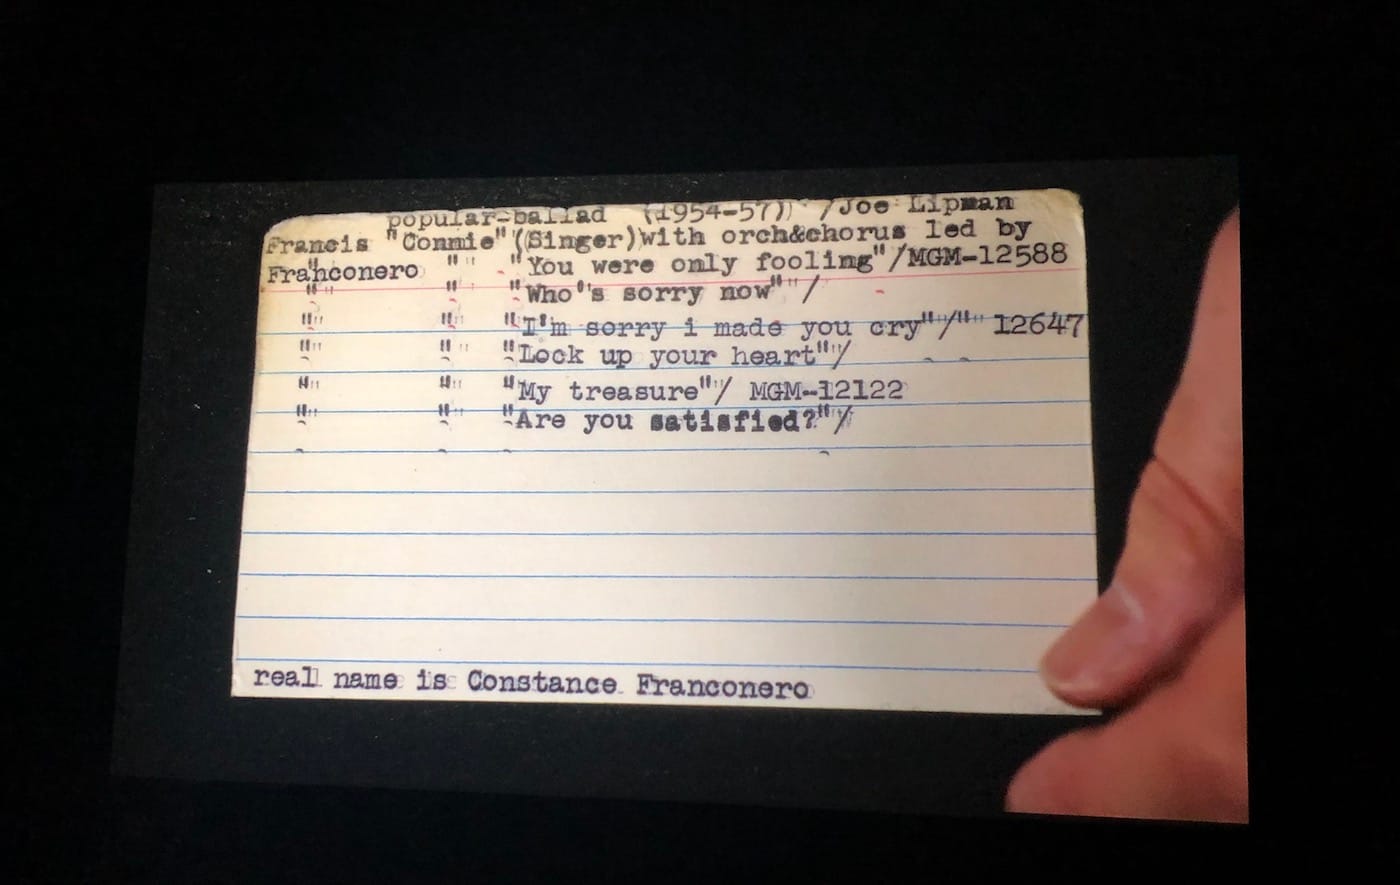 popular-ballad (1954-57) /Joe Lipman
Francis "Connie"(Singer)with orch&chorus led by
Franconero " "You were only fooling"/MGM-12588
" " "Who's sorry now"/
" " "I'm sorry i made you cry"/" 12647
" " "Lock up your heart"/
" " "My treasure"/ MGM-12122
" " "Are you satisfied?"/
real name is Constance Franconero